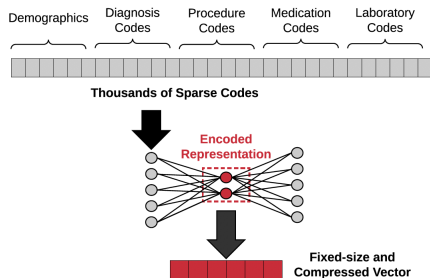 Demographics
Diagnosis
Codes
Procedure
Codes
Medication
Codes
Laboratory
Codes
Thousands of Sparse Codes
Encoded
Representation
Fixed-size and
Compressed Vector